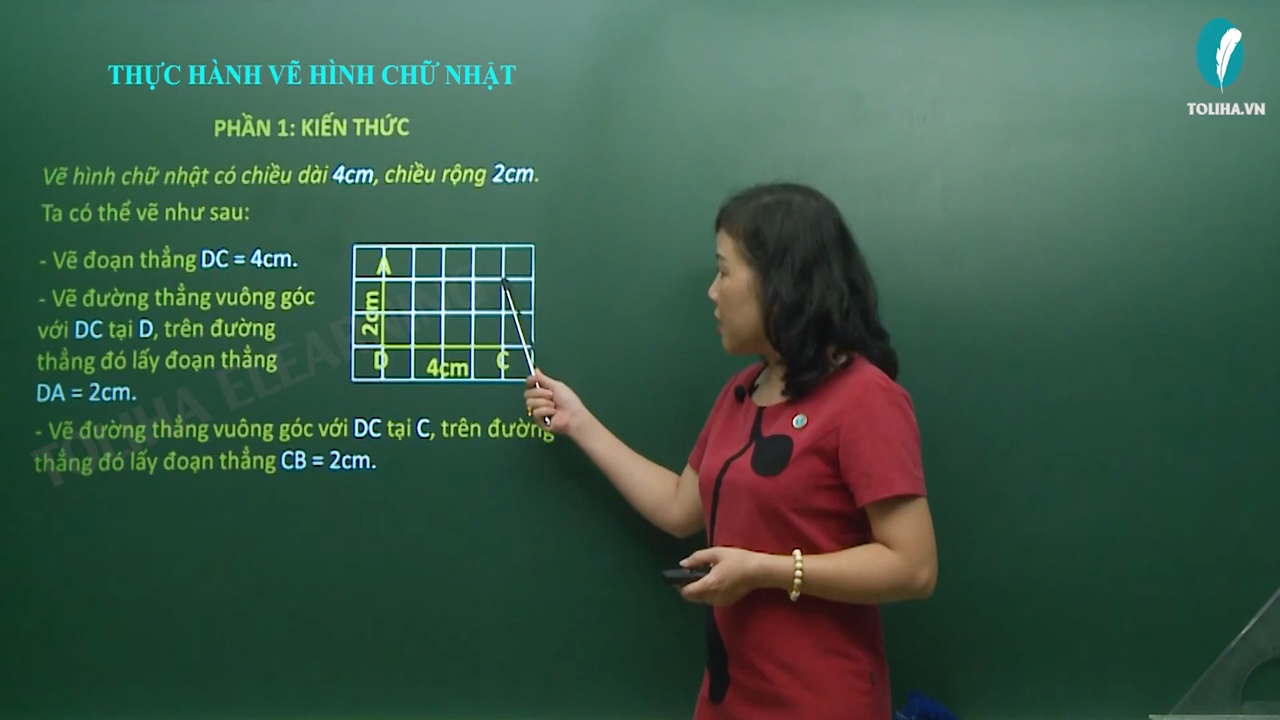 THỰC HÀNH VẼ HÌNH CHỮ NHẬT
TOLIHA.VN
PHẦN 1: KIẾN THỨC
Vẽ hình chữ nhật có chiều dài 4cm, chiều rộng 2cm.
Ta có thể vẽ như sau:
- Vẽ đoạn thẳng DC = 4cm.
- Vẽ đường thẳng vuông góc
với DC tại D, trên đường
thẳng đó lấy đoạn thẳng
DA = 2cm.
A
2cm
D
4cm
C
- Vẽ đường thẳng vuông góc với DC tại C, trên đường
thẳng đó lấy đoạn thẳng CB = 2cm.
TOLIHA ELEARNING